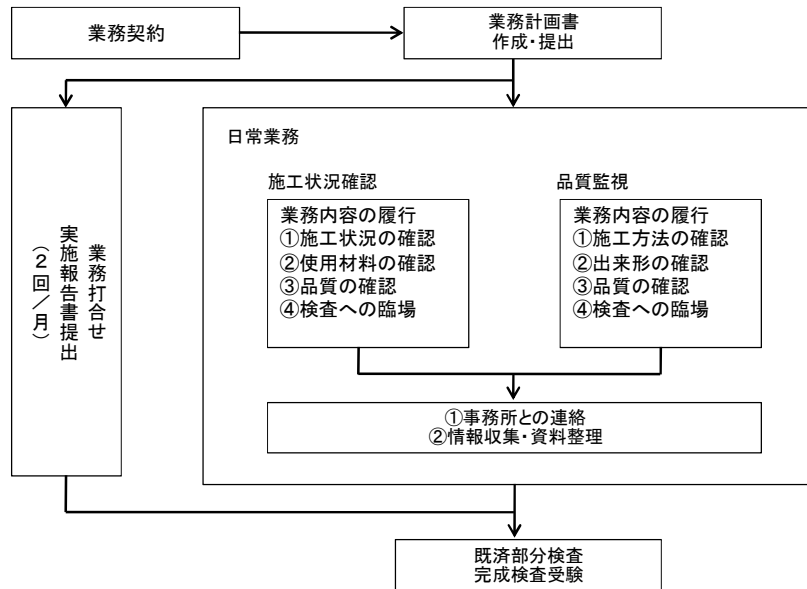 業務契約
業務計画書
作成・提出
業務打合せ
実施報告書提出
（２回／月）
日常業務
施工状況確認
業務内容の履行
①施工状況の確認
②使用材料の確認
③品質の確認
④検査への臨場
品質監視
業務内容の履行
①施工方法の確認
②出来形の確認
③品質の確認
④検査への臨場
①事務所との連絡
②情報収集・資料整理
既済部分検査
完成検査受験